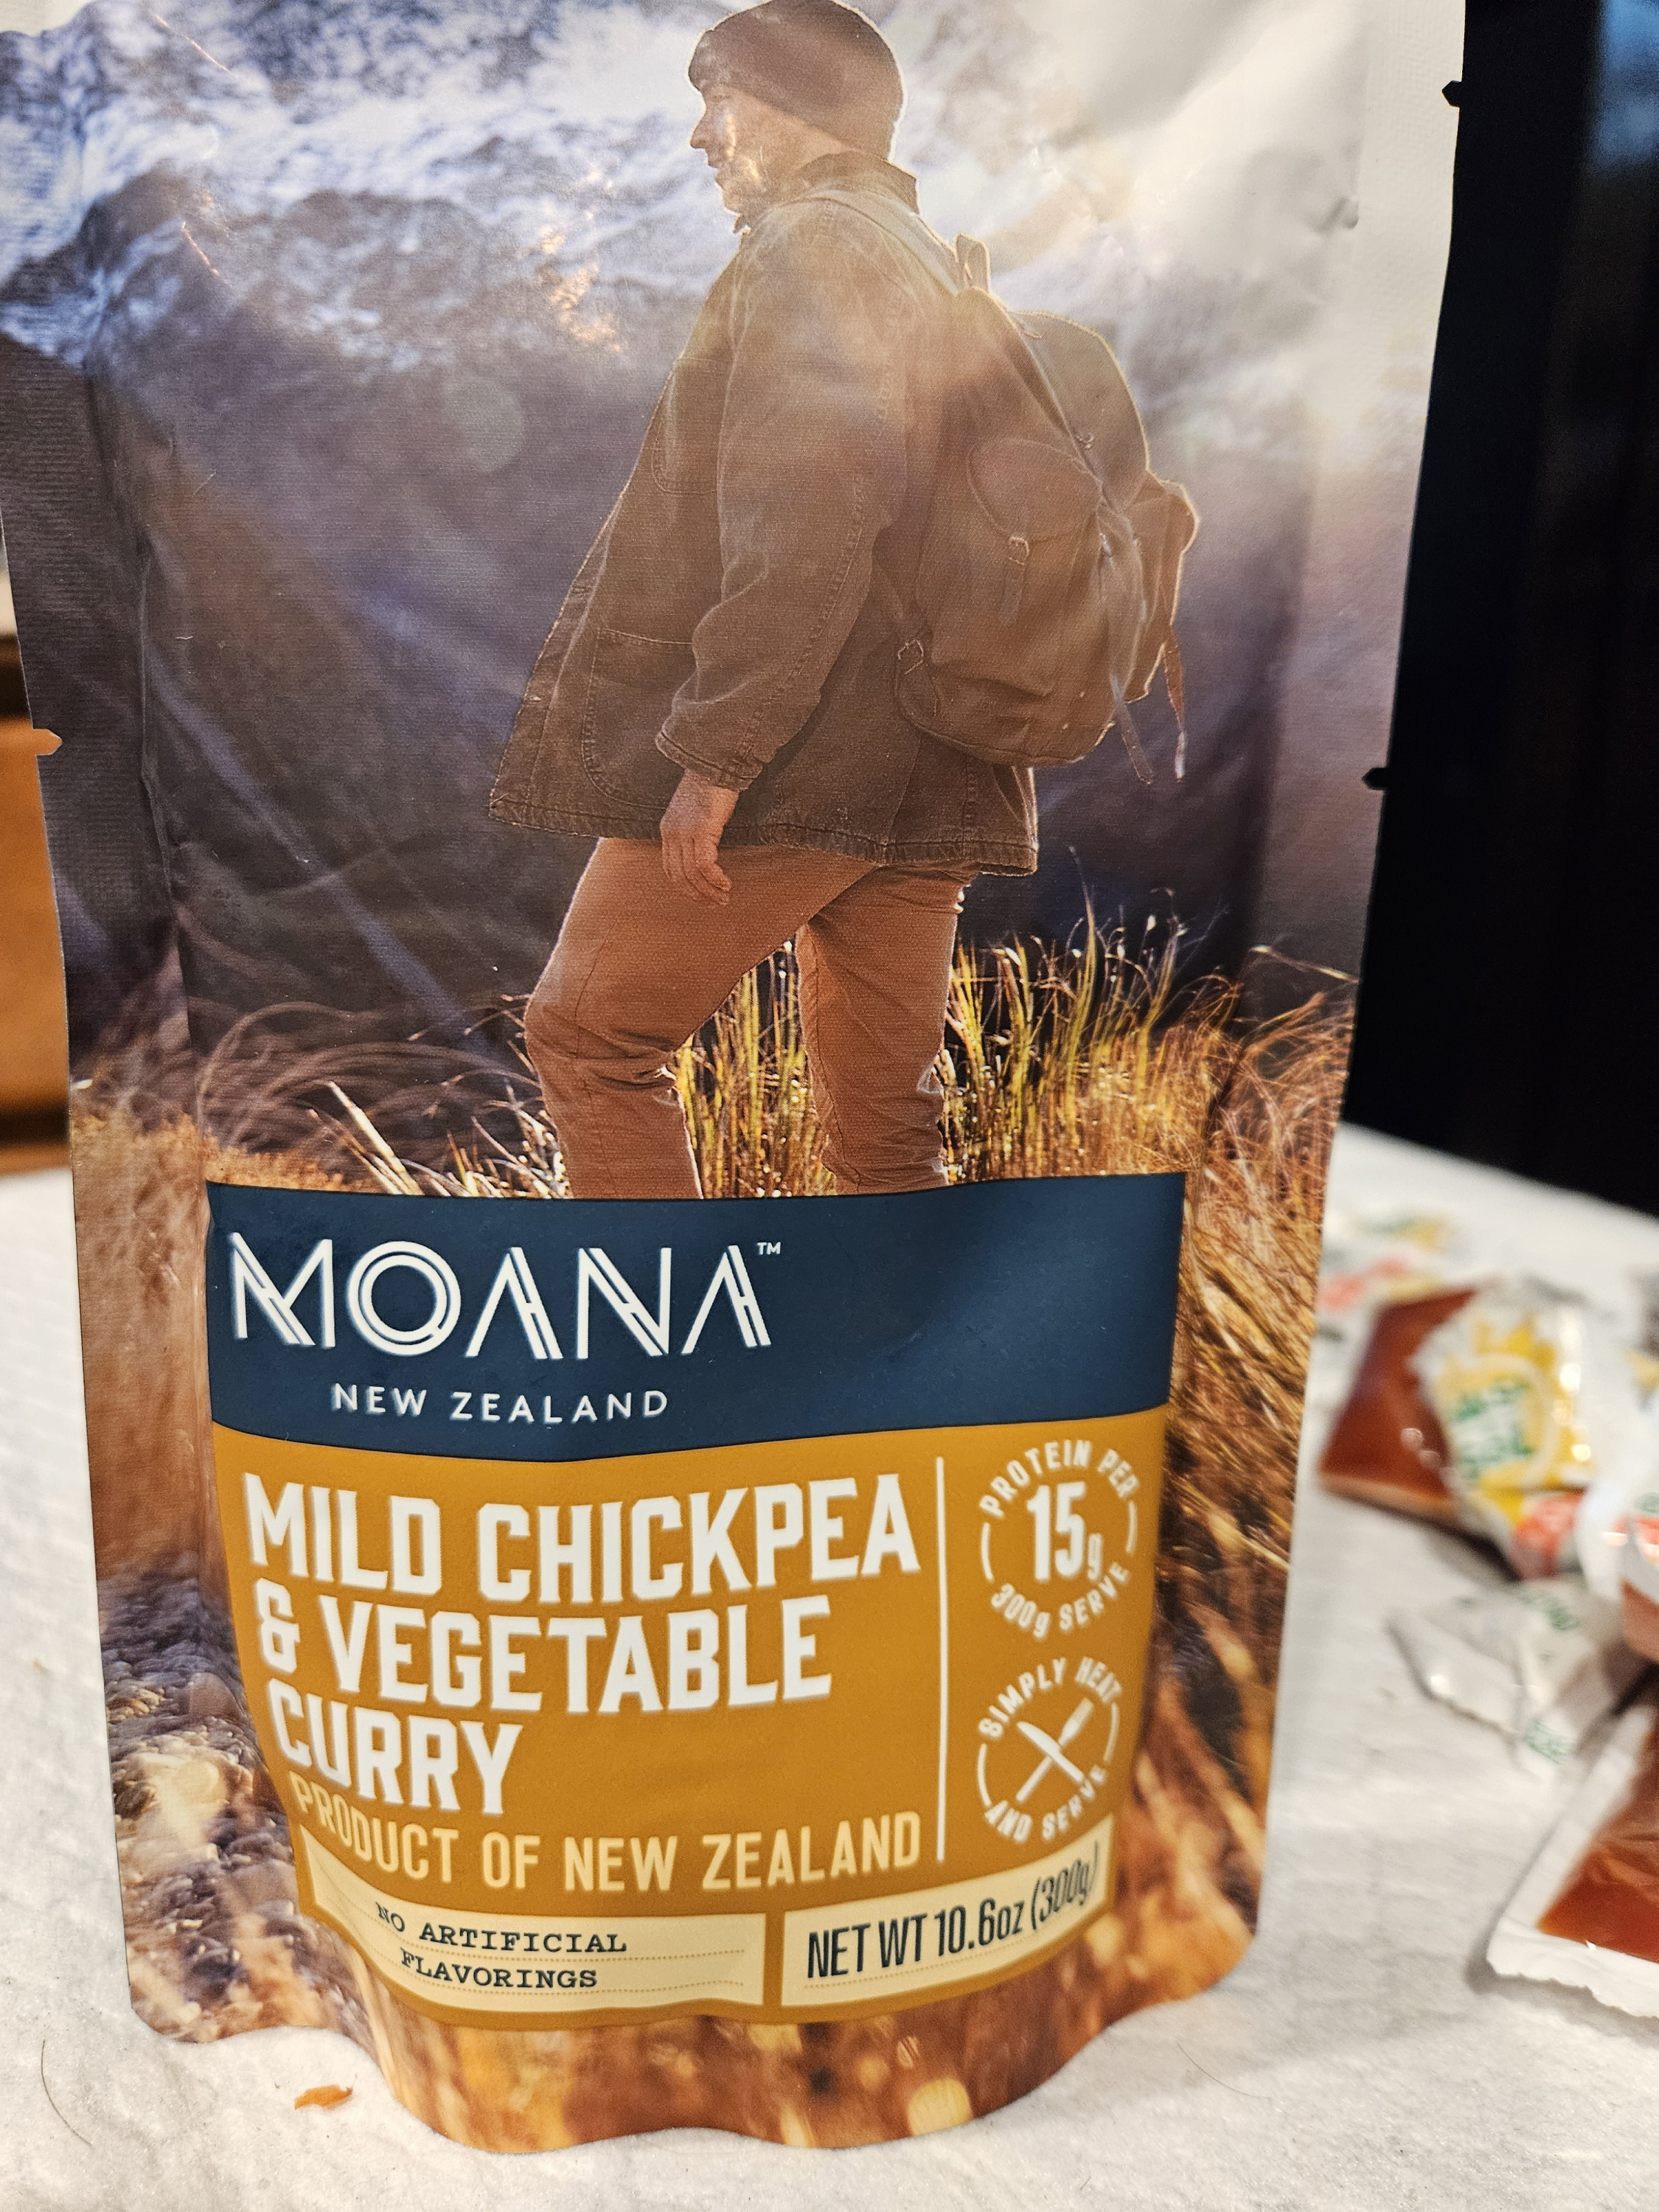 MOANA™
NEW ZEALAND
MILD CHICKPEA
& VEGETABLE
CURRY
PRODUCT OF NEW ZEALAND
PROTEIN PER
15g
300g SERVE
SIMPLY HEAT
AND SERVE
NO ARTIFICIAL
FLAVORINGS
NET WT 10.6oz (300g)